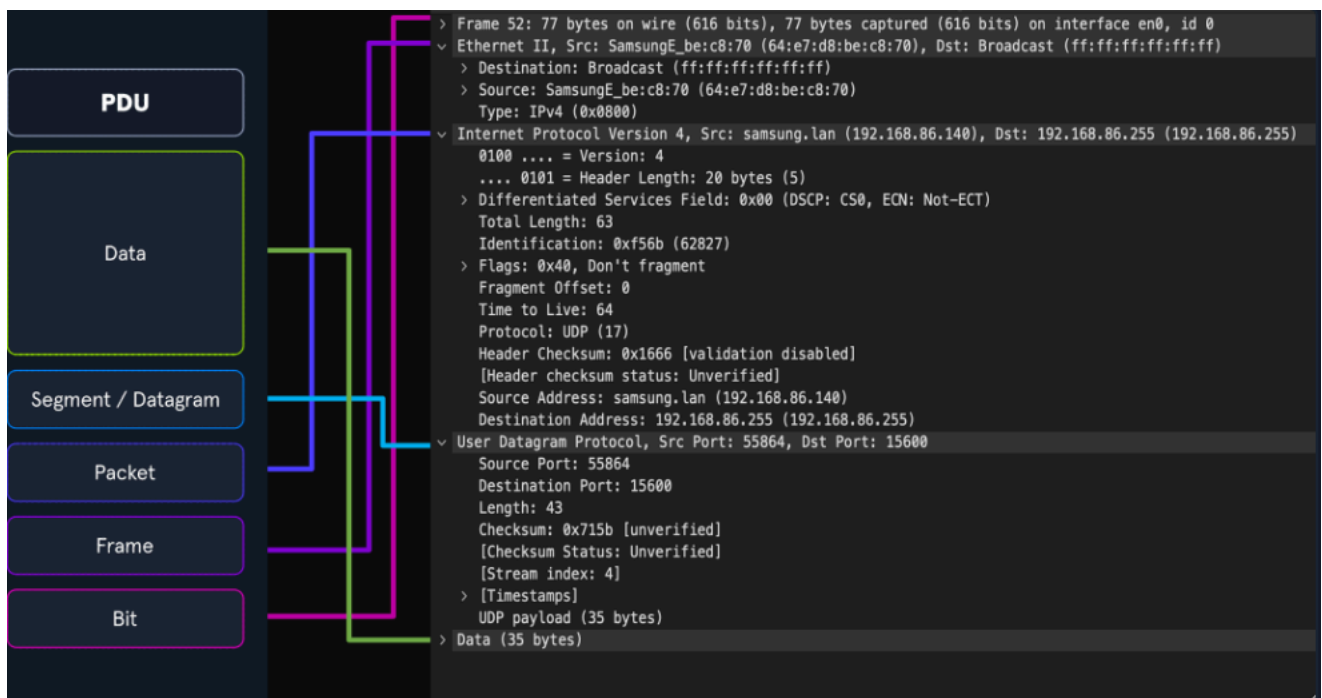 PDU
Data
Segment / Datagram
Packet
Frame
Bit
> Frame 52: 77 bytes on wire (616 bits), 77 bytes captured (616 bits) on interface en0, id 0
Ethernet II, Src: SamsungE_be:c8:70 (64:e7:d8:be:c8:70), Dst: Broadcast (ff:ff:ff:ff:ff:ff)
> Destination: Broadcast (ff:ff:ff:ff:ff:ff)
> Source: SamsungE_be:c8:70 (64:e7:d8:be:c8:70)
Type: IPv4 (0x0800)
Internet Protocol Version 4, Src: samsung.lan (192.168.86.140), Dst: 192.168.86.255 (192.168.86.255)
0100 .... = Version: 4
.... 0101 = Header Length: 20 bytes (5)
> Differentiated Services Field: 0x00 (DSCP: CS0, ECN: Not-ECT)
Total Length: 63
Identification: 0xf56b (62827)
> Flags: 0x40, Don't fragment
Fragment Offset: 0
Time to Live: 64
Protocol: UDP (17)
Header Checksum: 0x1666 [validation disabled]
[Header checksum status: Unverified]
Source Address: samsung.lan (192.168.86.140)
Destination Address: 192.168.86.255 (192.168.86.255)
User Datagram Protocol, Src Port: 55864, Dst Port: 15600
Source Port: 55864
Destination Port: 15600
Length: 43
Checksum: 0x715b [unverified]
[Checksum Status: Unverified]
[Stream index: 4]
> [Timestamps]
UDP payload (35 bytes)
> Data (35 bytes)